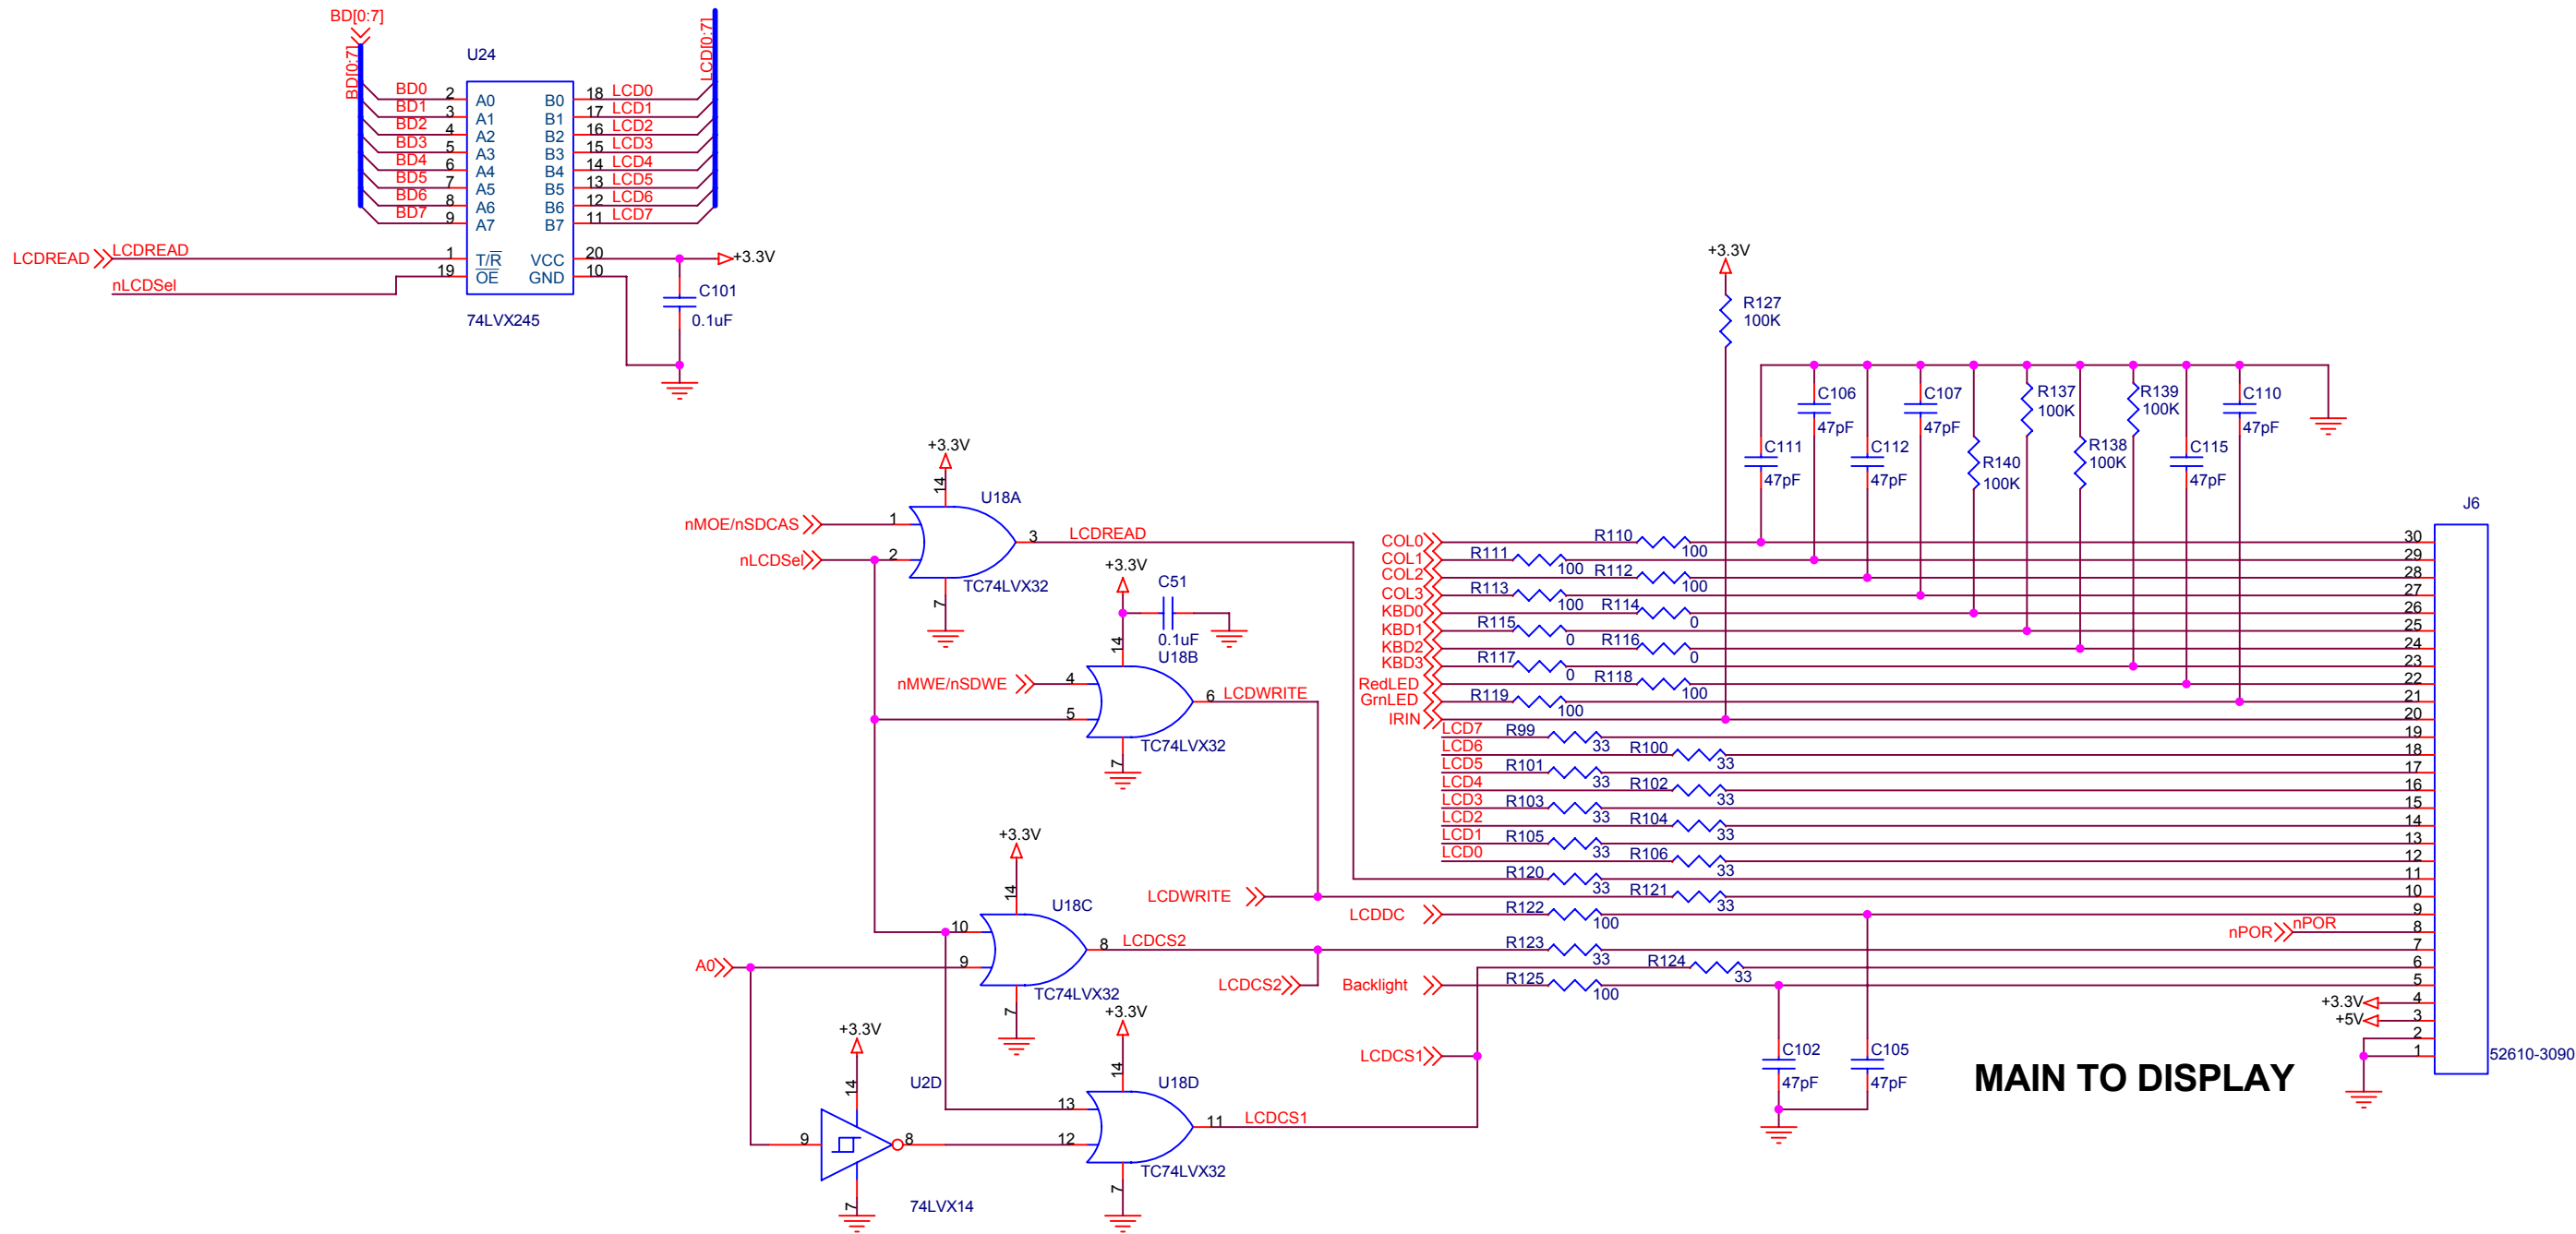 BD[0:7]
BD[0:7]
LCD[0:7]
U24
BD0 2 A0 B0 18 LCD0
BD1 3 A1 B1 17 LCD1
BD2 4 A2 B2 16 LCD2
BD3 5 A3 B3 15 LCD3
BD4 6 A4 B4 14 LCD4
BD5 7 A5 B5 13 LCD5
BD6 8 A6 B6 12 LCD6
BD7 9 A7 B7 11 LCD7
LCDREAD LCDREAD 1 T/R VCC 20 +3.3V
nLCDSel 19 OE GND 10
C101
0.1uF
74LVX245
+3.3V
R127
100K
C106
47pF
C107
47pF
R137
100K
R139
100K
C110
47pF
C111
47pF
C112
47pF
R140
100K
R138
100K
C115
47pF
+3.3V
14
U18A
nMOE/nSDCAS 1
nLCDSel 2
3 LCDREAD
TC74LVX32
7
+3.3V
C51
0.1uF
14
U18B
nMWE/nSDWE 4
5
6 LCDWRITE
TC74LVX32
7
+3.3V
14
U18C
10
A0 9
8 LCDCS2
TC74LVX32
7
+3.3V
14
U2D
9
8
74LVX14
7
+3.3V
14
U18D
13
12
11 LCDCS1
TC74LVX32
7
J6
COL0 R110 100 30
COL1 R111 100 29
COL2 R112 100 28
COL3 R113 100 27
KBD0 R114 0 26
KBD1 R115 0 25
KBD2 R116 0 24
KBD3 R117 0 23
RedLED R118 100 22
GrnLED R119 100 21
IRIN 20
LCD7 R99 33 19
LCD6 R100 33 18
LCD5 R101 33 17
LCD4 R102 33 16
LCD3 R103 33 15
LCD2 R104 33 14
LCD1 R105 33 13
LCD0 R106 33 12
R120 33 11
LCDWRITE R121 33 10
LCDDC R122 100 9
nPOR nPOR 8
R123 33 7
LCDCS2 R124 33 6
Backlight R125 100 5
+3.3V 4
+5V 3
2
LCDCS1 1
52610-3090
C102
47pF
C105
47pF
MAIN TO DISPLAY